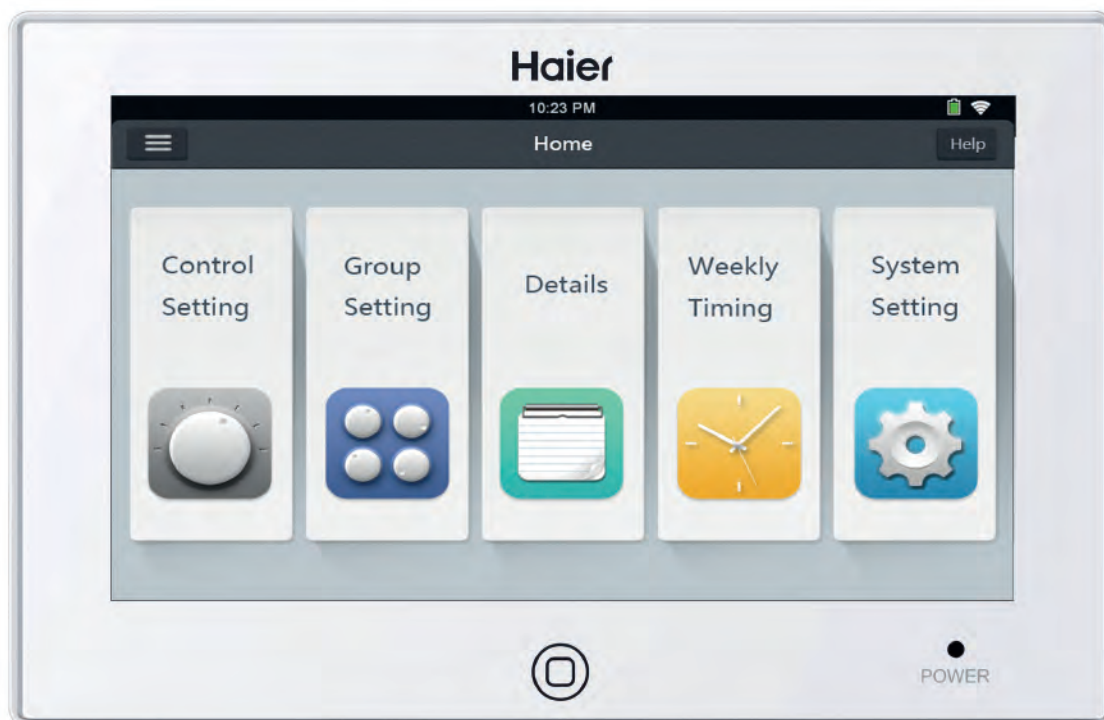 Haier
10:23 PM
Home
Help
Control
Setting
Group
Setting
Details
Weekly
Timing
System
Setting
POWER